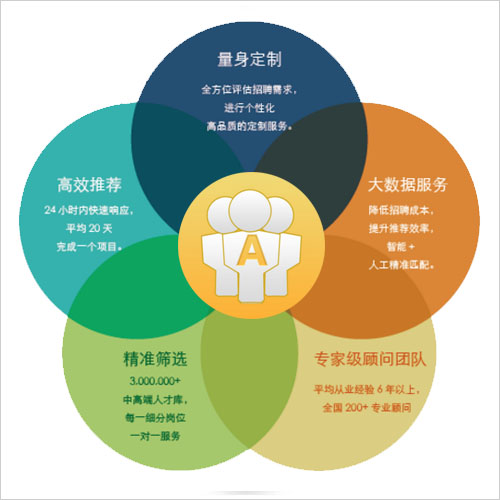 量身定制
全方位评估招聘需求，
进行个性化
高品质的定制服务。
高效推荐
24 小时内快速响应，
平均 20 天
完成一个项目。
大数据服务
降低招聘成本，
提升推荐效率，
智能 +
人工精准匹配。
A
精准筛选
3.000.000+
中高端人才库，
每一细分岗位
一对一服务
专家级顾问团队
平均从业经验 6 年以上，
全国 200+ 专业顾问